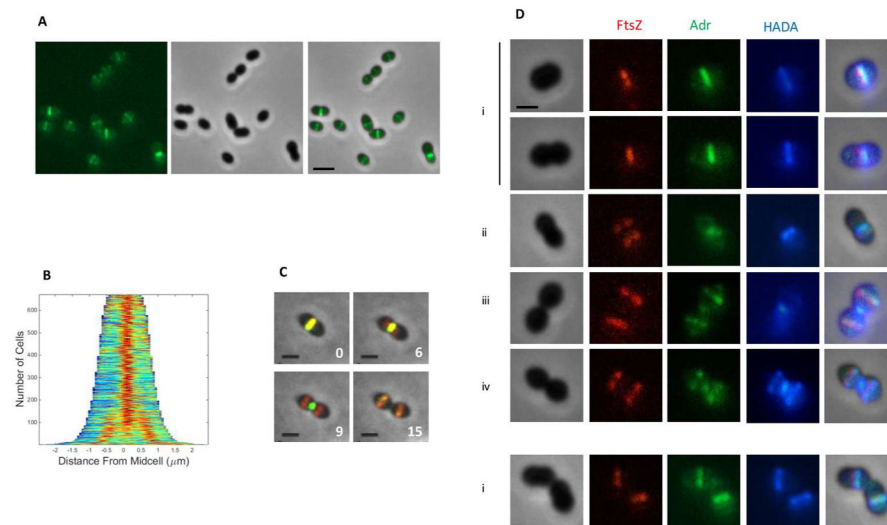 A
B
Number of Cells
600
500
400
300
200
100
-2
-1.5
-1
-0.5
0
0.5
1
1.5
2
Distance From Midcell (μm)
C
0
6
9
15
D
FtsZ
Adr
HADA
i
ii
iii
iv
i